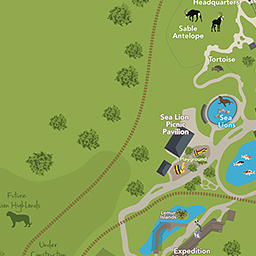 Headquarters
Sable
Antelope
Tortoise
Sea Lion
Picnic
Pavilion
Sea
Lions
Playground
Future
Highlands
Under
Construction
Lemur
Islands
Expedition